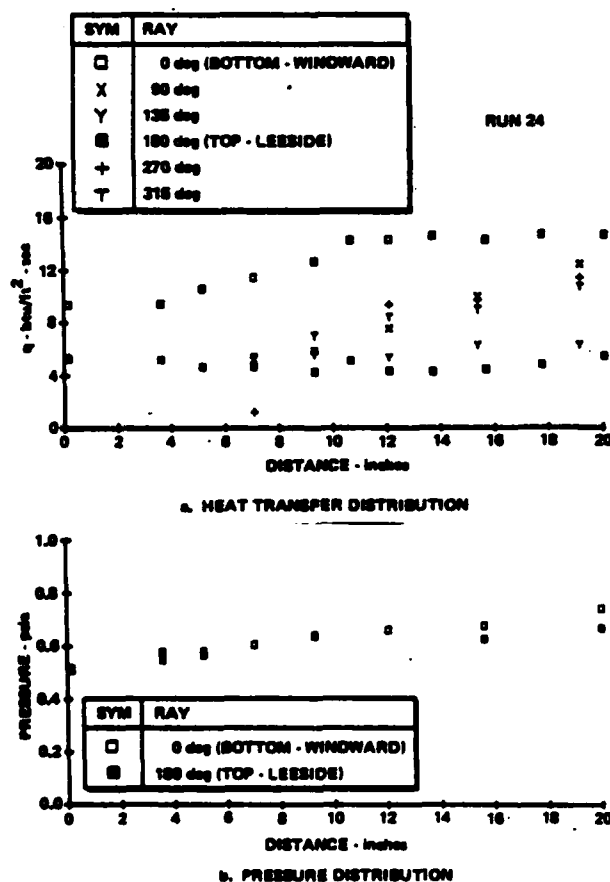 SYM RAY
0 deg (BOTTOM - WINDWARD)
90 deg
135 deg
180 deg (TOP - LEESIDE)
270 deg
315 deg
RUN 24
20
16
12
8
4
0
q - btu/ft² - sec
0 2 4 6 8 10 12 14 16 18 20
DISTANCE - inches
a. HEAT TRANSFER DISTRIBUTION
1.0
0.8
0.6
0.4
0.2
0.0
PRESSURE - psia
SYM RAY
0 deg (BOTTOM - WINDWARD)
180 deg (TOP - LEESIDE)
0 2 4 6 8 10 12 14 16 18 20
DISTANCE - inches
b. PRESSURE DISTRIBUTION